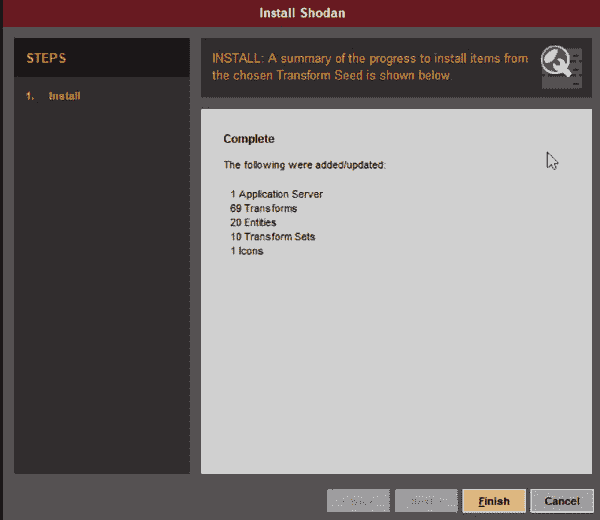 Install Shodan
STEPS
1. Install
INSTALL: A summary of the progress to install items from
the chosen Transform Seed is shown below.
Complete
The following were added/updated:
1 Application Server
69 Transforms
20 Entities
10 Transform Sets
1 Icons
Finish
Cancel